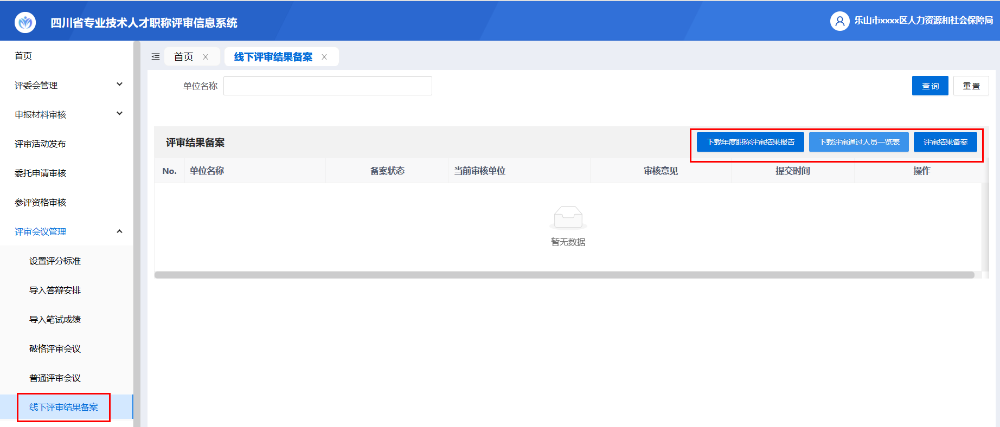 四川省专业技术人才职称评审信息系统
乐山市xxxx区人力资源和社会保障局
首页
评委会管理
申报材料审核
评审活动发布
委托申请审核
参评资格审核
评审会议管理
设置评分标准
导入答辩安排
导入笔试成绩
破格评审会议
普通评审会议
线下评审结果备案
首页 x 线下评审结果备案 x
单位名称 查询 重置
评审结果备案 下载年度职称评审结果报告 下载评审通过人员一览表 评审结果备案
No. 单位名称 备案状态 当前审核单位 审核意见 提交时间 操作
暂无数据